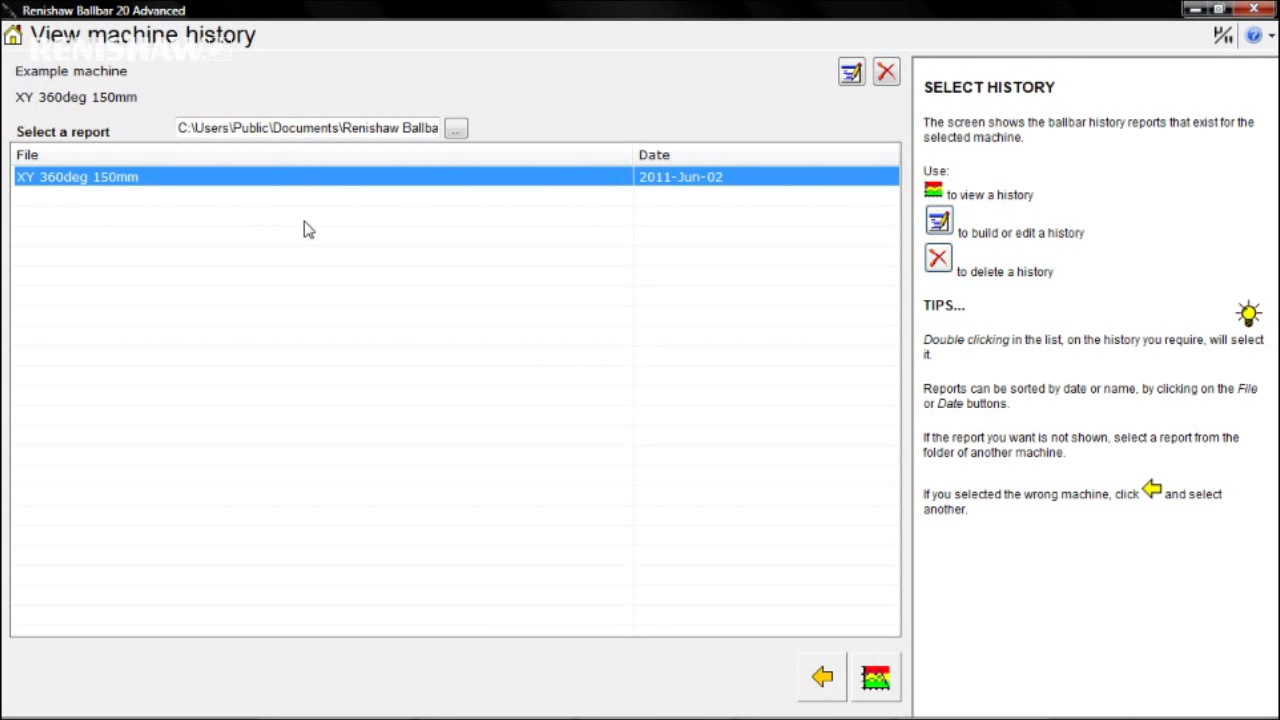 Renishaw Ballbar 20 Advanced
View machine history
RENISHAW
Example machine
XY 360deg 150mm
Select a report
C:\Users\Public\Documents\Renishaw Ballba
..
File Date
XY 360deg 150mm 2011-Jun-02
SELECT HISTORY
The screen shows the ballbar history reports that exist for the
selected machine.
Use:
to view a history
to build or edit a history
to delete a history
TIPS...
Double clicking in the list, on the history you require, will select
it.
Reports can be sorted by date or name, by clicking on the File
or Date buttons.
If the report you want is not shown, select a report from the
folder of another machine.
If you selected the wrong machine, click and select
another.